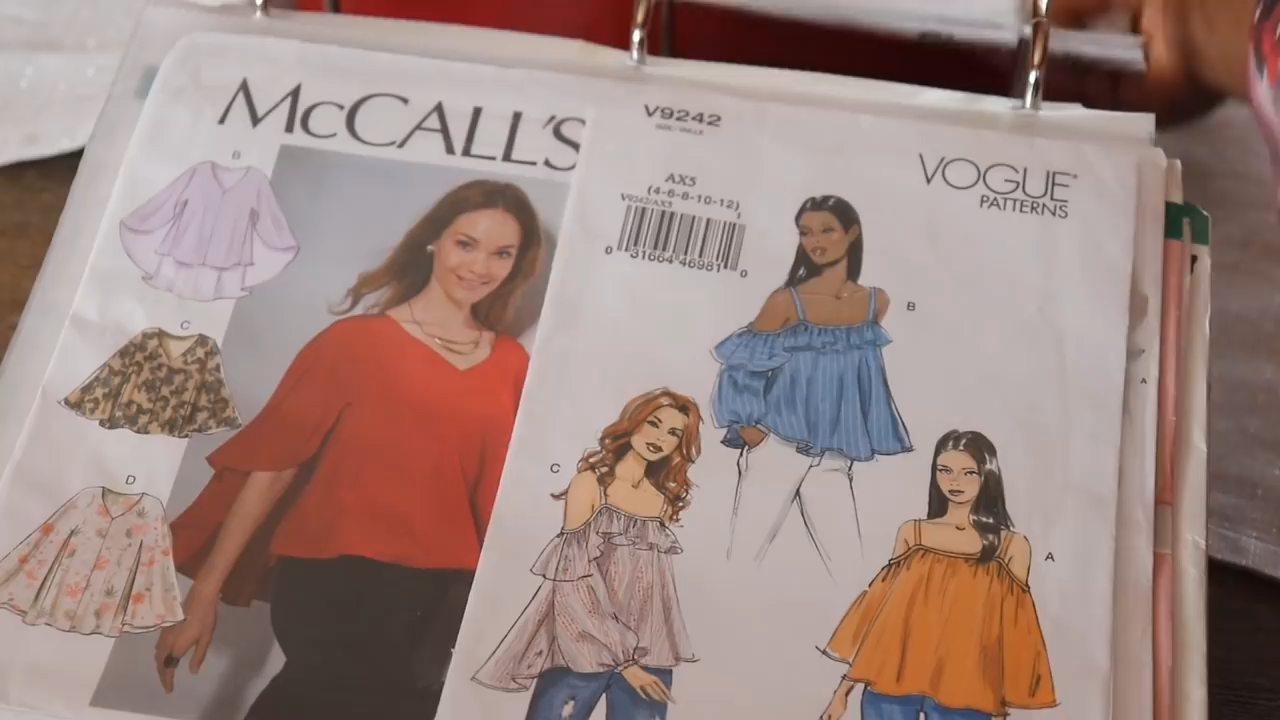 McCALL'S
B
C
D
V9242
SIZE/TAILLE
AX5
(4-6-8-10-12)
V9242/AX5
0 31664 46981 0
VOGUE
PATTERNS
B
C
A
A